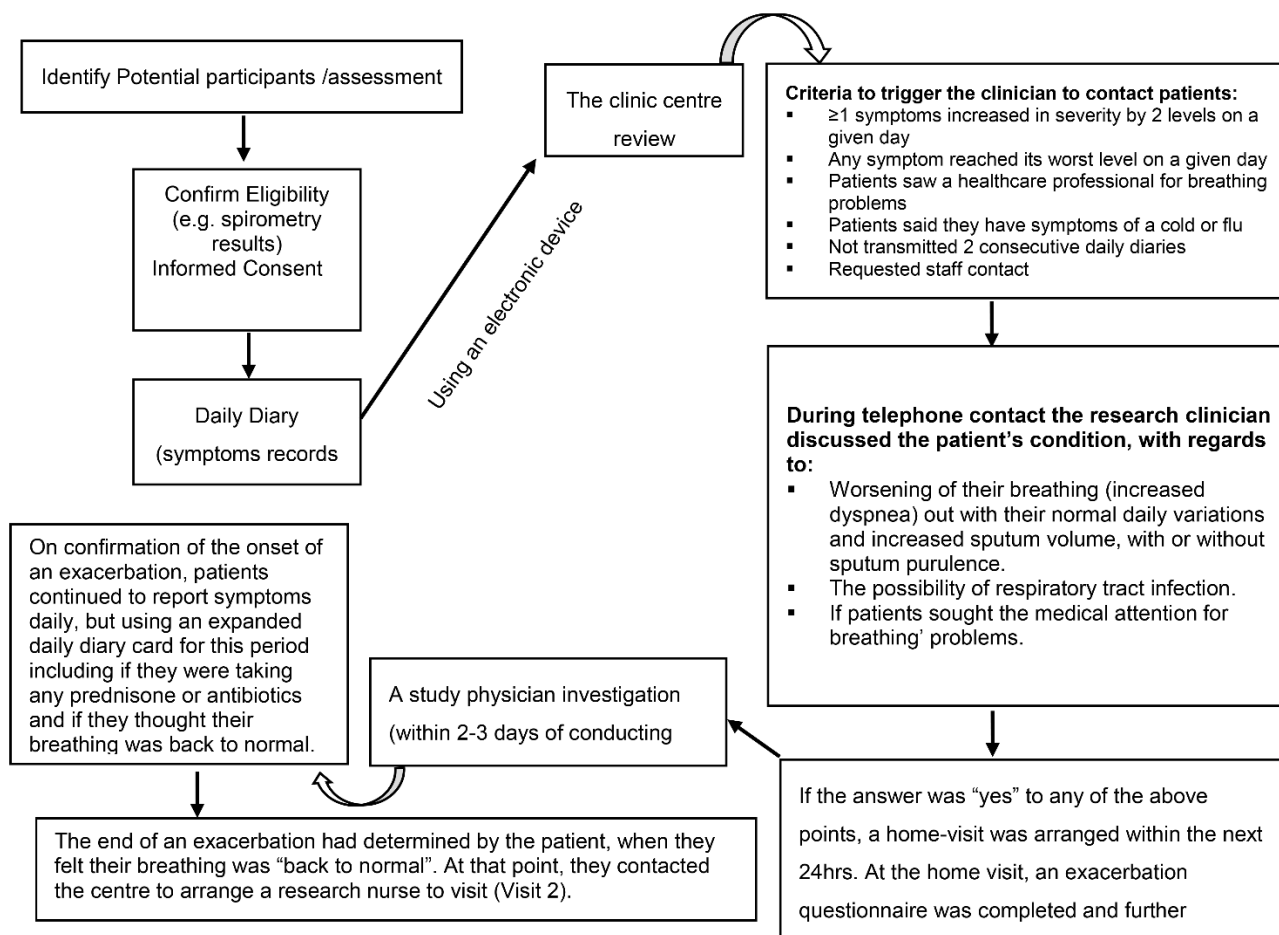 Identify Potential participants /assessment
Confirm Eligibility
(e.g. spirometry
results)
Informed Consent
Daily Diary
(symptoms records
Using an electronic device
The clinic centre
review
Criteria to trigger the clinician to contact patients:
▪ ≥1 symptoms increased in severity by 2 levels on a
given day
▪ Any symptom reached its worst level on a given day
▪ Patients saw a healthcare professional for breathing
problems
▪ Patients said they have symptoms of a cold or flu
▪ Not transmitted 2 consecutive daily diaries
▪ Requested staff contact
During telephone contact the research clinician
discussed the patient’s condition, with regards
to:
▪ Worsening of their breathing (increased
dyspnea) out with their normal daily variations
and increased sputum volume, with or without
sputum purulence.
▪ The possibility of respiratory tract infection.
▪ If patients sought the medical attention for
breathing’ problems.
If the answer was “yes” to any of the above
points, a home-visit was arranged within the next
24hrs. At the home visit, an exacerbation
questionnaire was completed and further
A study physician investigation
(within 2-3 days of conducting
On confirmation of the onset of
an exacerbation, patients
continued to report symptoms
daily, but using an expanded
daily diary card for this period
including if they were taking
any prednisone or antibiotics
and if they thought their
breathing was back to normal.
The end of an exacerbation had determined by the patient, when they
felt their breathing was “back to normal”. At that point, they contacted
the centre to arrange a research nurse to visit (Visit 2).